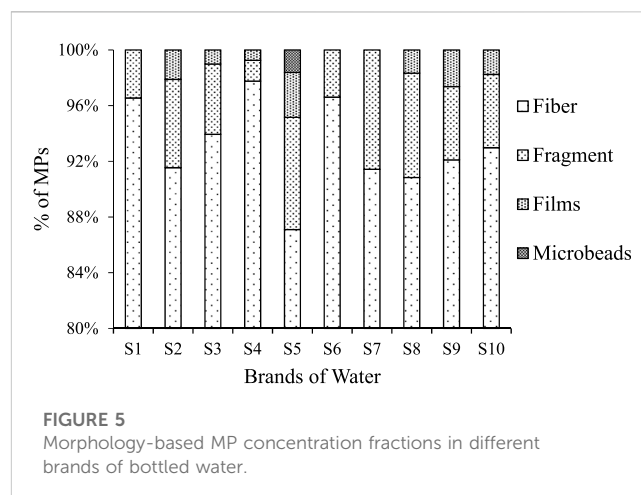 100%
96%
92%
88%
84%
80%
% of MPs
S1 S2 S3 S4 S5 S6 S7 S8 S9 S10
Brands of Water
Fiber
Fragment
Films
Microbeads
FIGURE 5
Morphology-based MP concentration fractions in different
brands of bottled water.